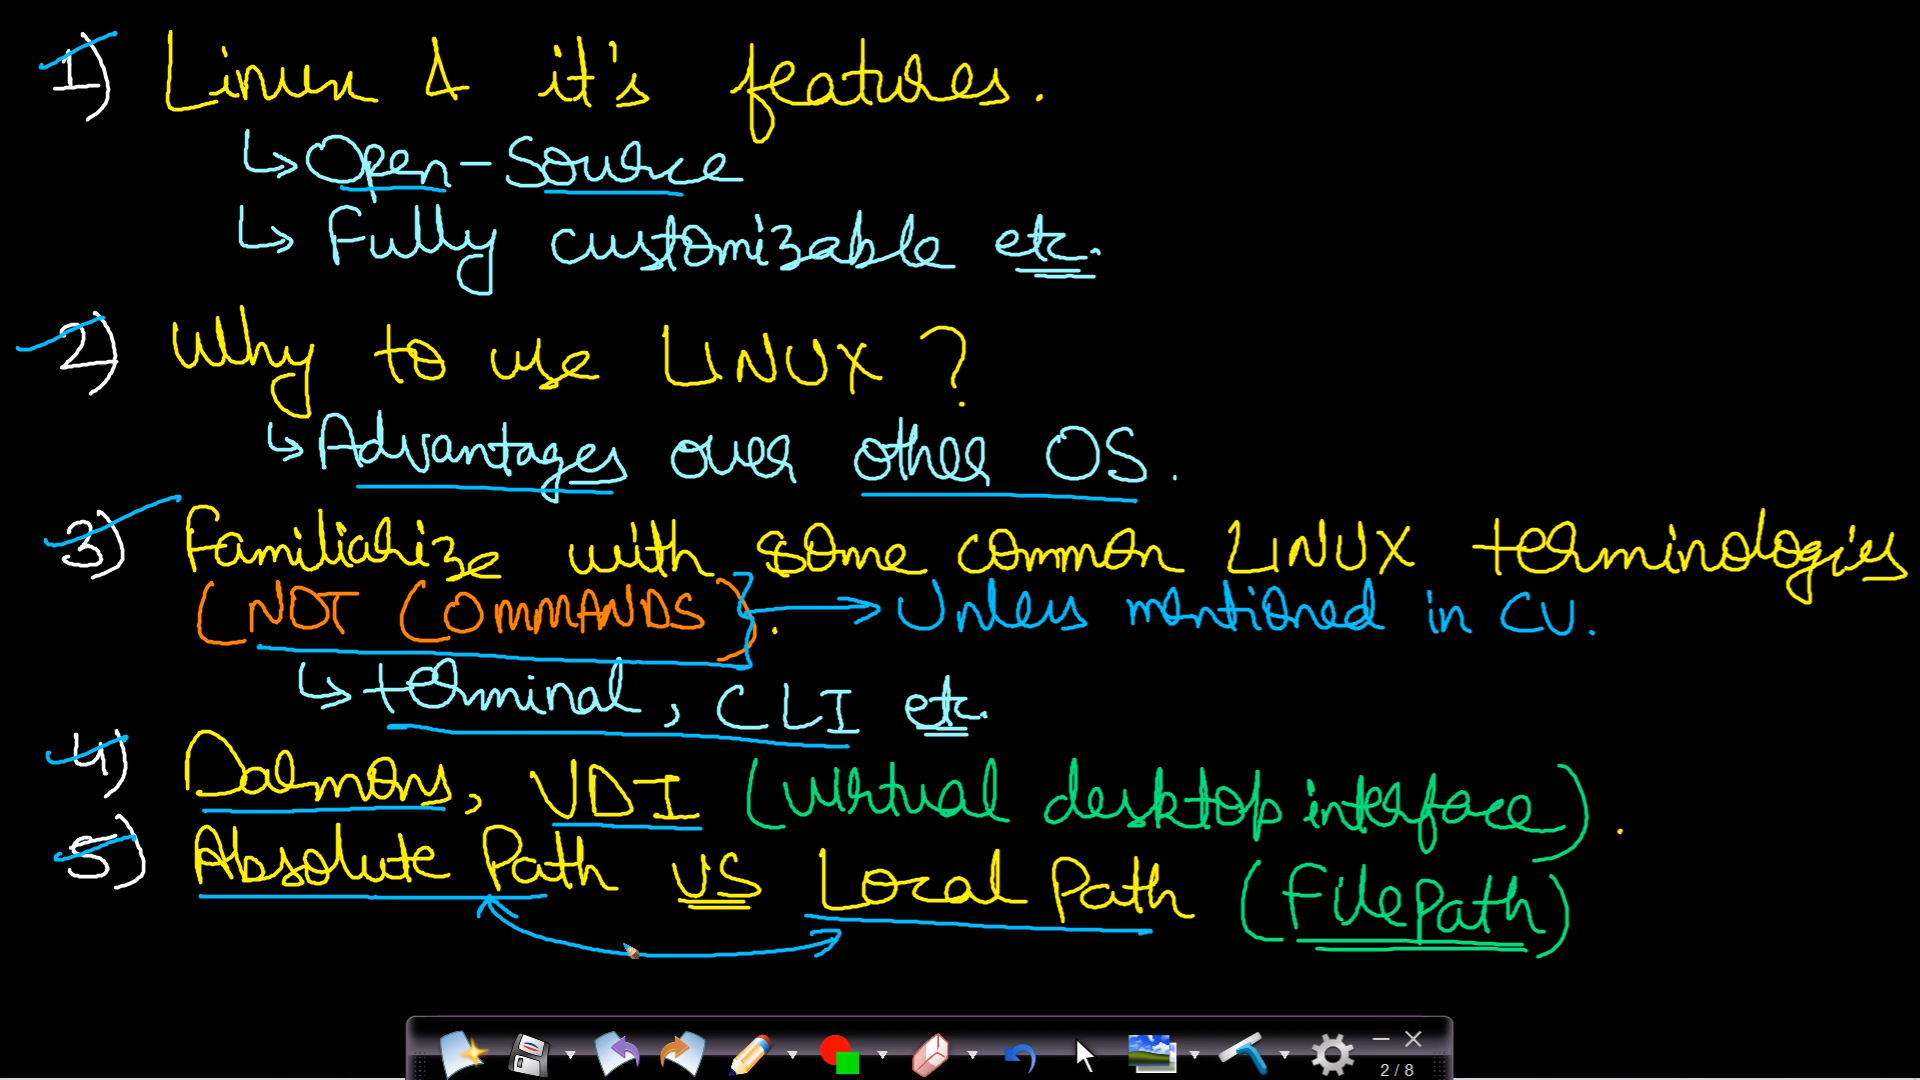 1) Linux & it's features.
↳ Open-Source
↳ Fully customizable etc.
2) Why to use LINUX ?
↳ Advantages over other OS.
3) Familiarize with some common LINUX terminologies
(NOT COMMANDS). → Unless mentioned in CV.
↳ terminal, CLI etc.
4) Daemons, VDI (virtual desktop interface).
5) Absolute Path VS Local Path (Filepath)
2 / 8